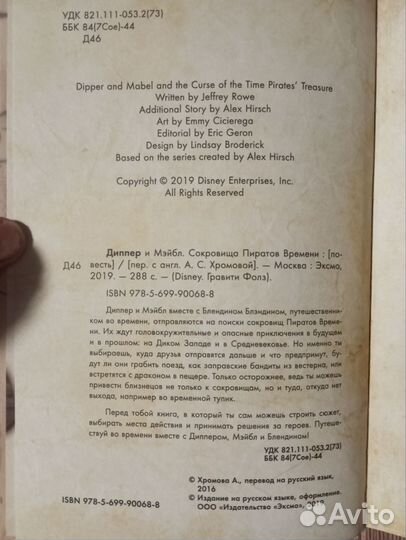 УДК 821.111-053.2(73)
ББК 84(7Сое)-44
Д46
Dipper and Mabel and the Curse of the Time Pirates' Treasure
Written by Jeffrey Rowe
Additional Story by Alex Hirsch
Art by Emmy Cicierega
Editorial by Eric Geron
Design by Lindsay Broderick
Based on the series created by Alex Hirsch
Copyright © 2019 Disney Enterprises, Inc.
All Rights Reserved
Диппер и Мэйбл. Сокровища Пиратов Времени : [по-
Д46 весть] / [пер. с англ. А. С. Хромовой]. — Москва : Эксмо,
2019. — 288 с. — (Disney. Гравити Фолз).
ISBN 978-5-699-90068-8
Диппер и Мэйбл вместе с Блендином Блэндином, путешественни-
ком во времени, отправляются на поиски сокровищ Пиратов Време-
ни. Их ждут головокружительные и опасные приключения в будущем
и в прошлом: на Диком Западе и в Средневековье. Но именно ты
выбираешь, куда друзья отправятся дальше и что предпримут, бу-
дут ли они грабить поезд, как заправские бандиты из вестерна, или
встретятся с драконом в пещере. Только осторожнее, ведь ты можешь
привести близнецов не только к сокровищам, но и туда, откуда нет
выхода, например во временной тупик.
Перед тобой книга, в который ты сам можешь строить сюжет,
выбирать места действия и принимать решения за героев. Путеше-
ствуй во времени вместе с Диппером, Мэйбл и Блендином!
УДК 821.111-053.2(73)
ББК 84(7Сое)-44
© Хромова А., перевод на русский язык,
2016
© Издание на русском языке, оформление.
ISBN 978-5-699-90068-8 ООО «Издательство «Эксмо», 2019
Avito